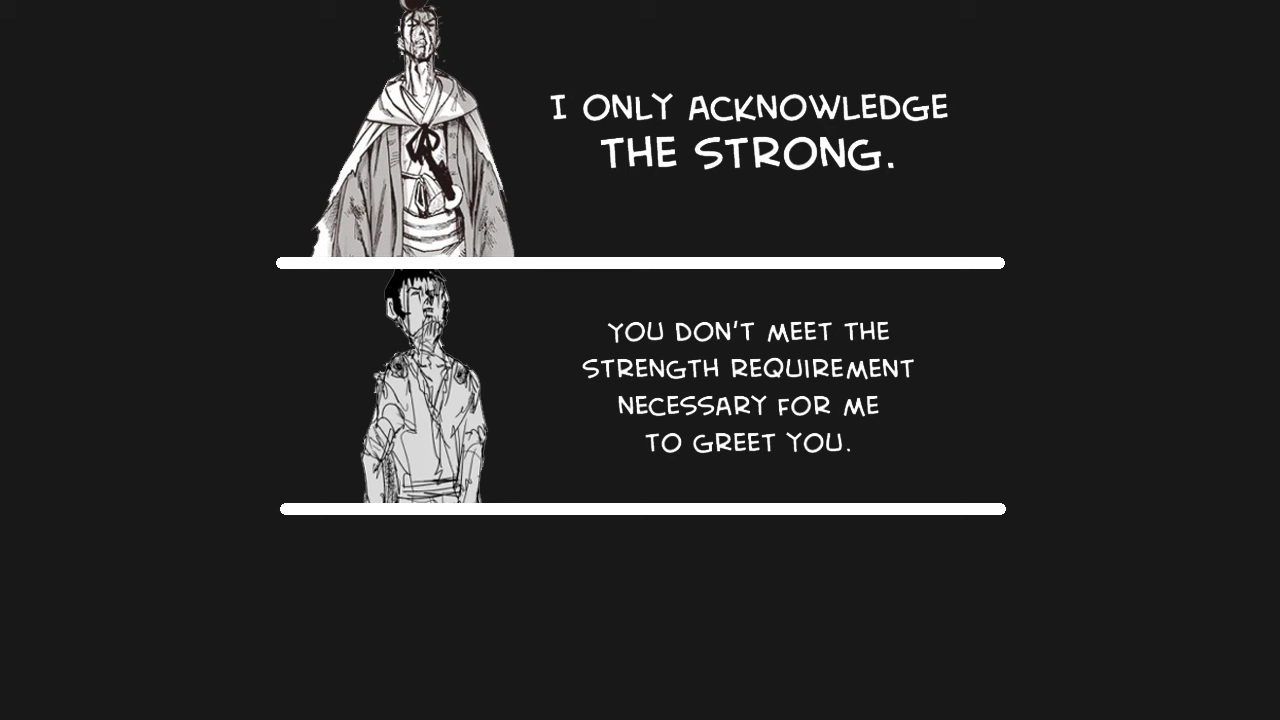 I ONLY ACKNOWLEDGE
THE STRONG.
YOU DON'T MEET THE
STRENGTH REQUIREMENT
NECESSARY FOR ME
TO GREET YOU.